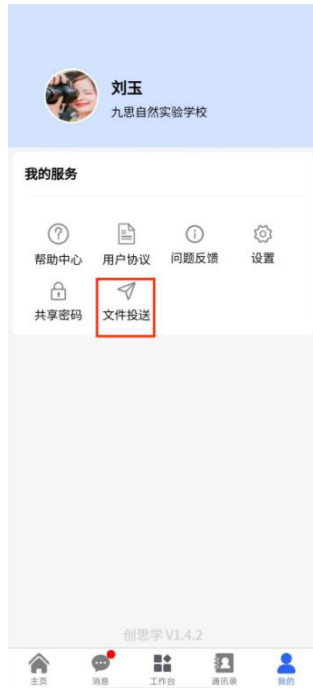 刘玉
九思自然实验学校
我的服务
帮助中心 用户协议 问题反馈 设置
共享密码 文件投送
创思学 V1.4.2
主页 消息 工作台 通讯录 我的